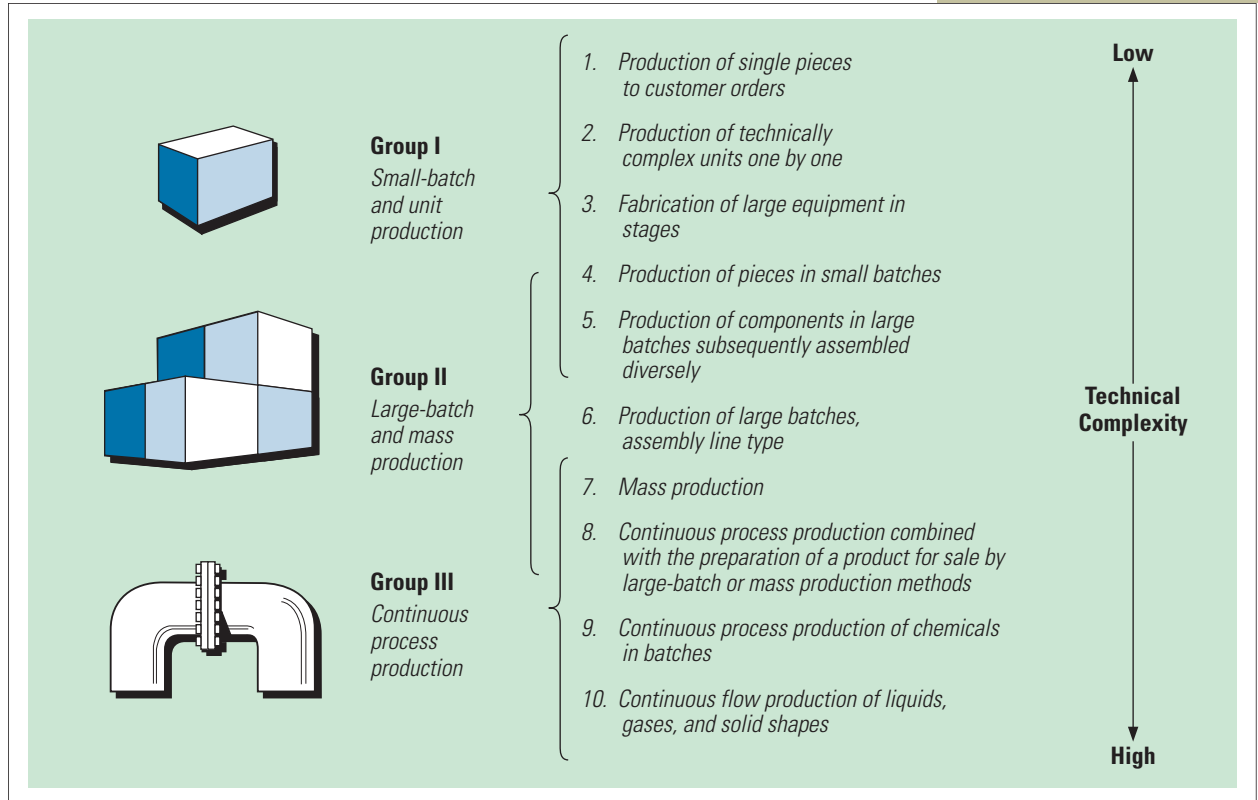 Group I
Small-batch
and unit
production
Group II
Large-batch
and mass
production
Group III
Continuous
process
production
1. Production of single pieces
to customer orders
2. Production of technically
complex units one by one
3. Fabrication of large equipment in
stages
4. Production of pieces in small batches
5. Production of components in large
batches subsequently assembled
diversely
6. Production of large batches,
assembly line type
7. Mass production
8. Continuous process production combined
with the preparation of a product for sale by
large-batch or mass production methods
9. Continuous process production of chemicals
in batches
10. Continuous flow production of liquids,
gases, and solid shapes
Low
Technical
Complexity
High